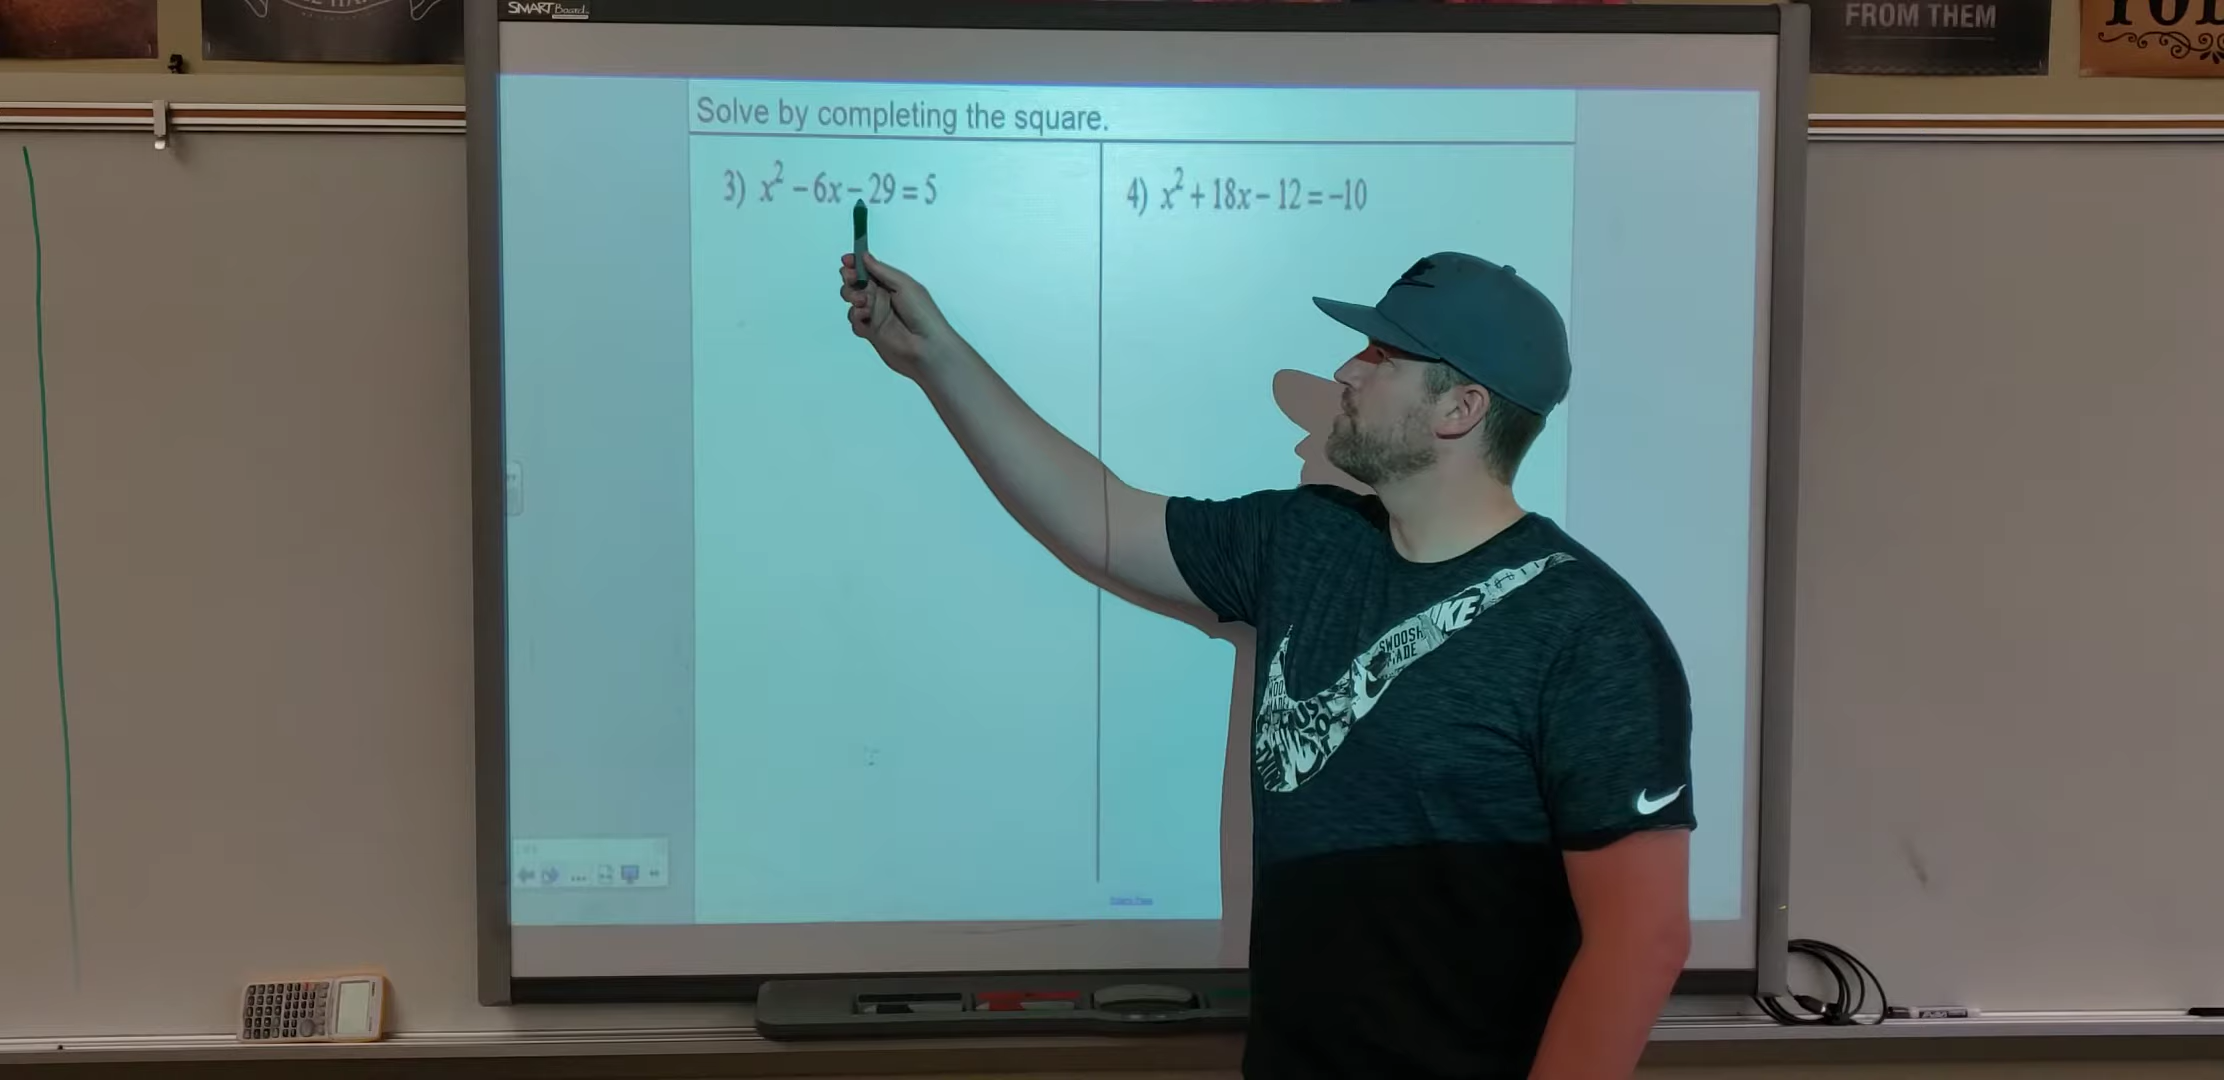 SMART Board
FROM THEM
Solve by completing the square.
3) x² − 6x − 29 = 5
4) x² + 18x − 12 = −10
SWOOSH
MADE